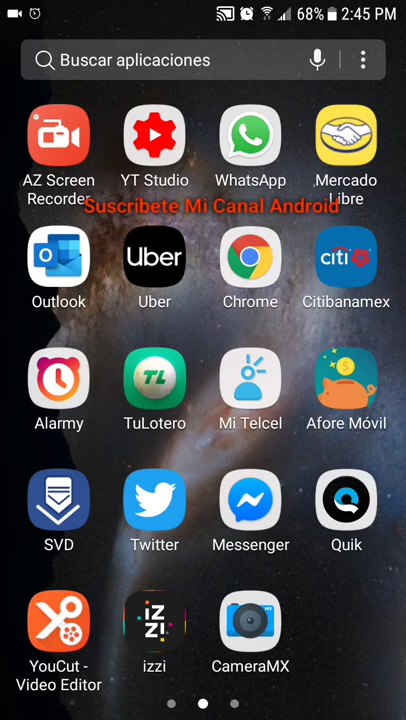 68% 2:45 PM
Buscar aplicaciones
AZ Screen Recorder
YT Studio
WhatsApp
Mercado Libre
Suscríbete Mi Canal Android
Uber
citi
Outlook
Uber
Chrome
Citibanamex
TL
Alarmy
TuLotero
Mi Telcel
Afore Móvil
SVD
Twitter
Messenger
Quik
izzi
YouCut -
Video Editor
izzi
CameraMX